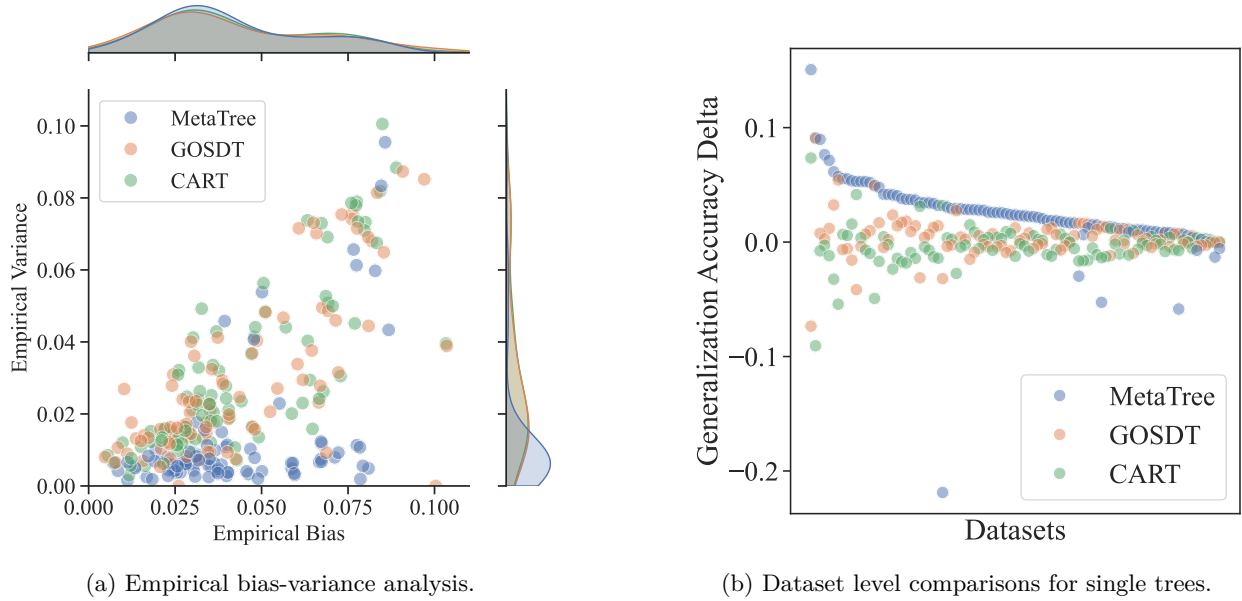 MetaTree
GOSDT
CART
0.10
0.08
0.06
0.04
0.02
0.00
Empirical Variance
0.000
0.025
0.050
0.075
0.100
Empirical Bias
(a) Empirical bias-variance analysis.
Generalization Accuracy Delta
0.1
0.0
−0.1
−0.2
MetaTree
GOSDT
CART
Datasets
(b) Dataset level comparisons for single trees.